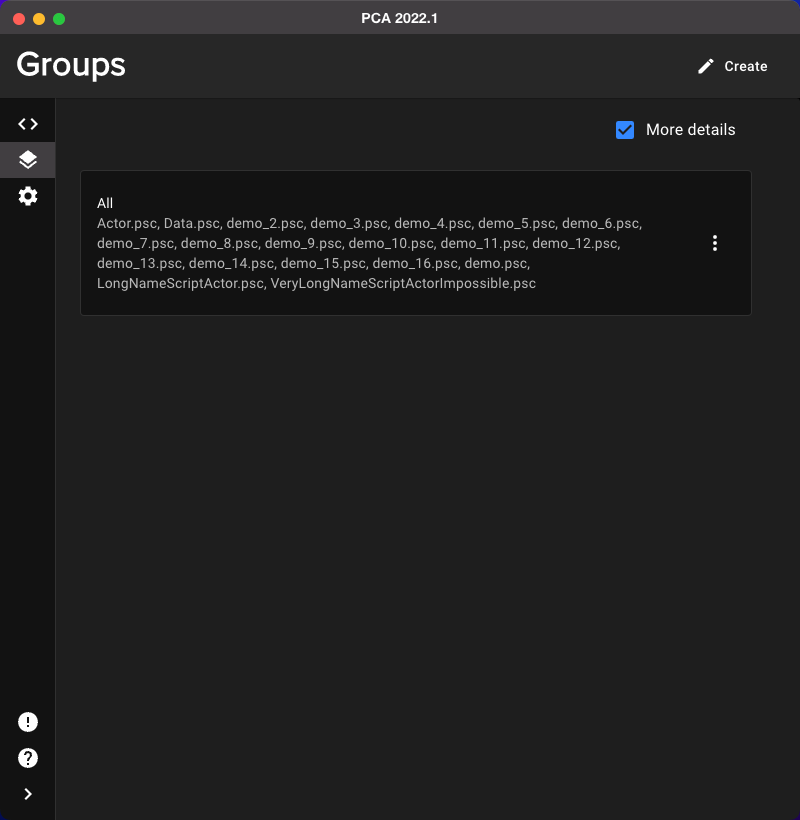 PCA 2022.1
Groups
Create
More details
All
Actor.psc, Data.psc, demo_2.psc, demo_3.psc, demo_4.psc, demo_5.psc, demo_6.psc,
demo_7.psc, demo_8.psc, demo_9.psc, demo_10.psc, demo_11.psc, demo_12.psc,
demo_13.psc, demo_14.psc, demo_15.psc, demo_16.psc, demo.psc,
LongNameScriptActor.psc, VeryLongNameScriptActorImpossible.psc